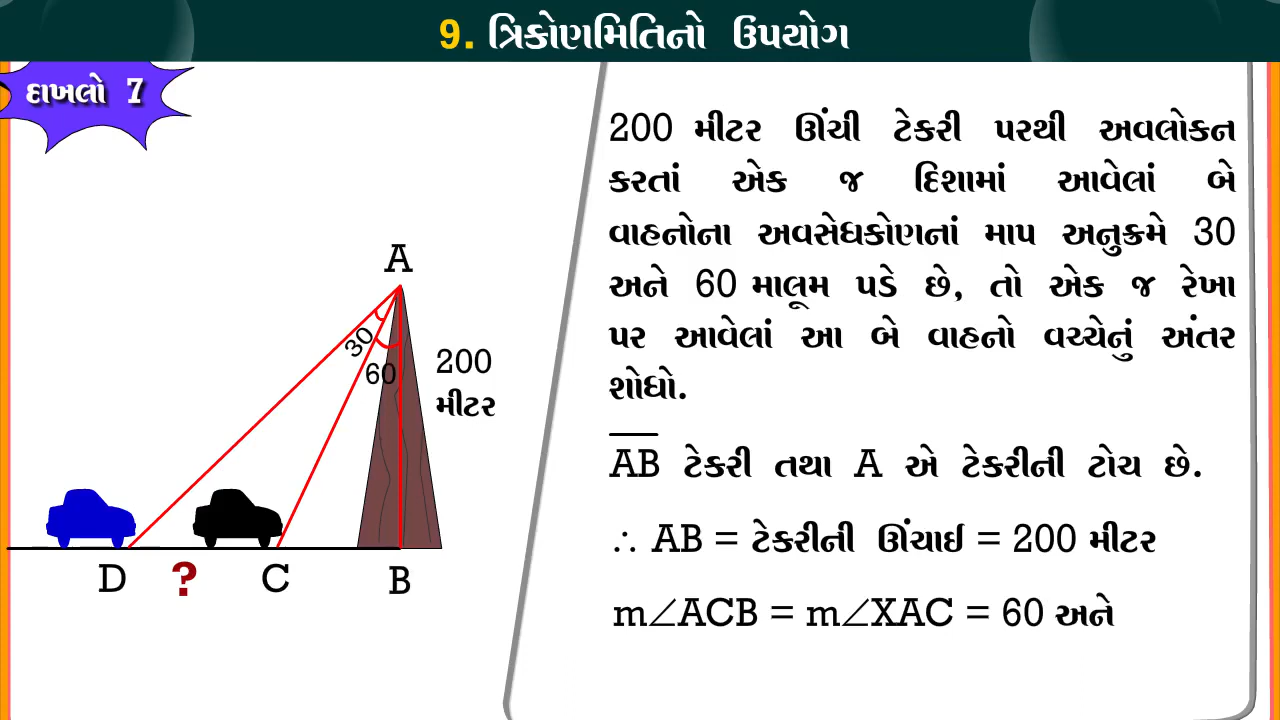 9. ત્રિકોણમિતિનો ઉપયોગ
દાખલો 7
200 મીટર ઊંચી ટેકરી પરથી અવલોકન
કરતાં એક જ દિશામાં આવેલાં બે
વાહનોના અવસેધકોણનાં માપ અનુક્રમે 30
અને 60 માલૂમ પડે છે, તો એક જ રેખા
પર આવેલાં આ બે વાહનો વચ્ચેનું અંતર
શોધો.
AB ટેકરી તથા A એ ટેકરીની ટોચ છે.
∴ AB = ટેકરીની ઊંચાઈ = 200 મીટર
m∠ACB = m∠XAC = 60 અને
A
30
60
200
મીટર
D ? C B